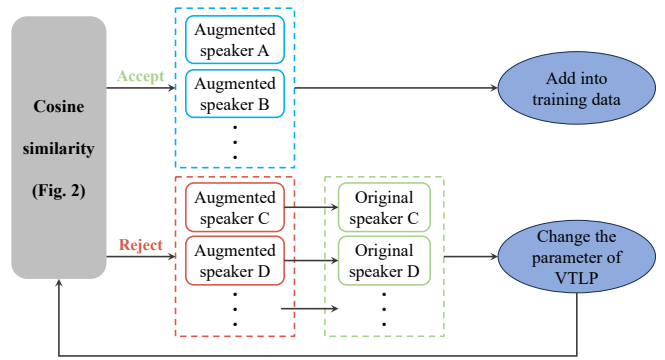 Cosine
similarity
(Fig. 2)
Accept
Augmented
speaker A
Augmented
speaker B
Add into
training data
Reject
Augmented
speaker C
Augmented
speaker D
Original
speaker C
Original
speaker D
Change the
parameter of
VTLP